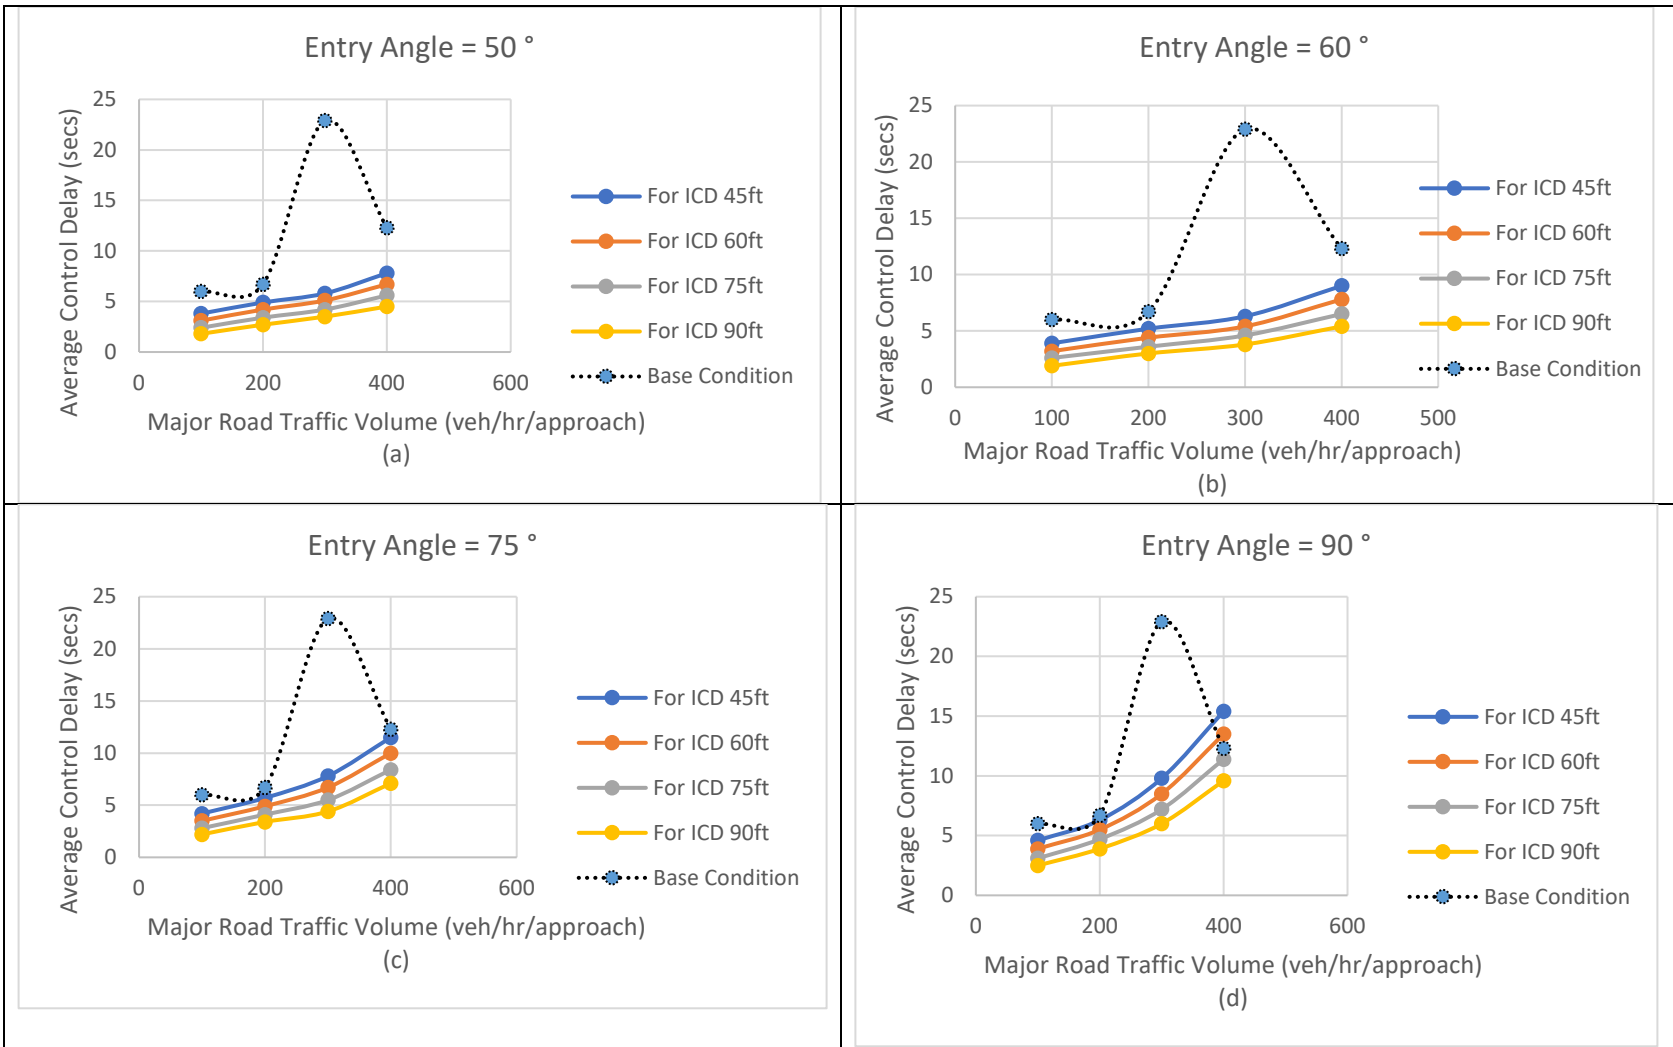 Entry Angle = 50 °
Average Control Delay (secs)
25
20
15
10
5
0
0 200 400 600
Major Road Traffic Volume (veh/hr/approach)
(a)
For ICD 45ft
For ICD 60ft
For ICD 75ft
For ICD 90ft
Base Condition
Entry Angle = 60 °
Average Control Delay (secs)
25
20
15
10
5
0
0 100 200 300 400 500
Major Road Traffic Volume (veh/hr/approach)
(b)
For ICD 45ft
For ICD 60ft
For ICD 75ft
For ICD 90ft
Base Condition
Entry Angle = 75 °
Average Control Delay (secs)
25
20
15
10
5
0
0 200 400 600
Major Road Traffic Volume (veh/hr/approach)
(c)
For ICD 45ft
For ICD 60ft
For ICD 75ft
For ICD 90ft
Base Condition
Entry Angle = 90 °
Average Control Delay (secs)
25
20
15
10
5
0
0 200 400 600
Major Road Traffic Volume (veh/hr/approach)
(d)
For ICD 45ft
For ICD 60ft
For ICD 75ft
For ICD 90ft
Base Condition